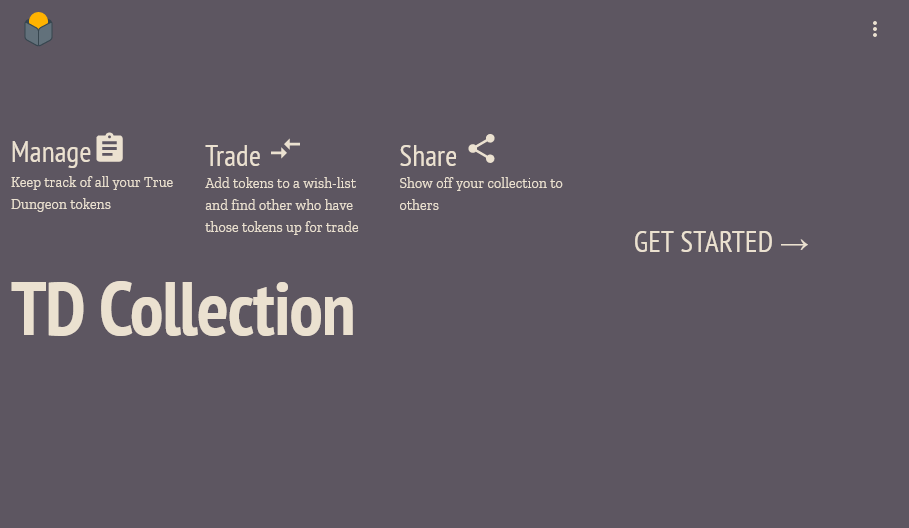 Manage
Keep track of all your True
Dungeon tokens
Trade
Add tokens to a wish-list
and find other who have
those tokens up for trade
Share
Show off your collection to
others
GET STARTED →
TD Collection